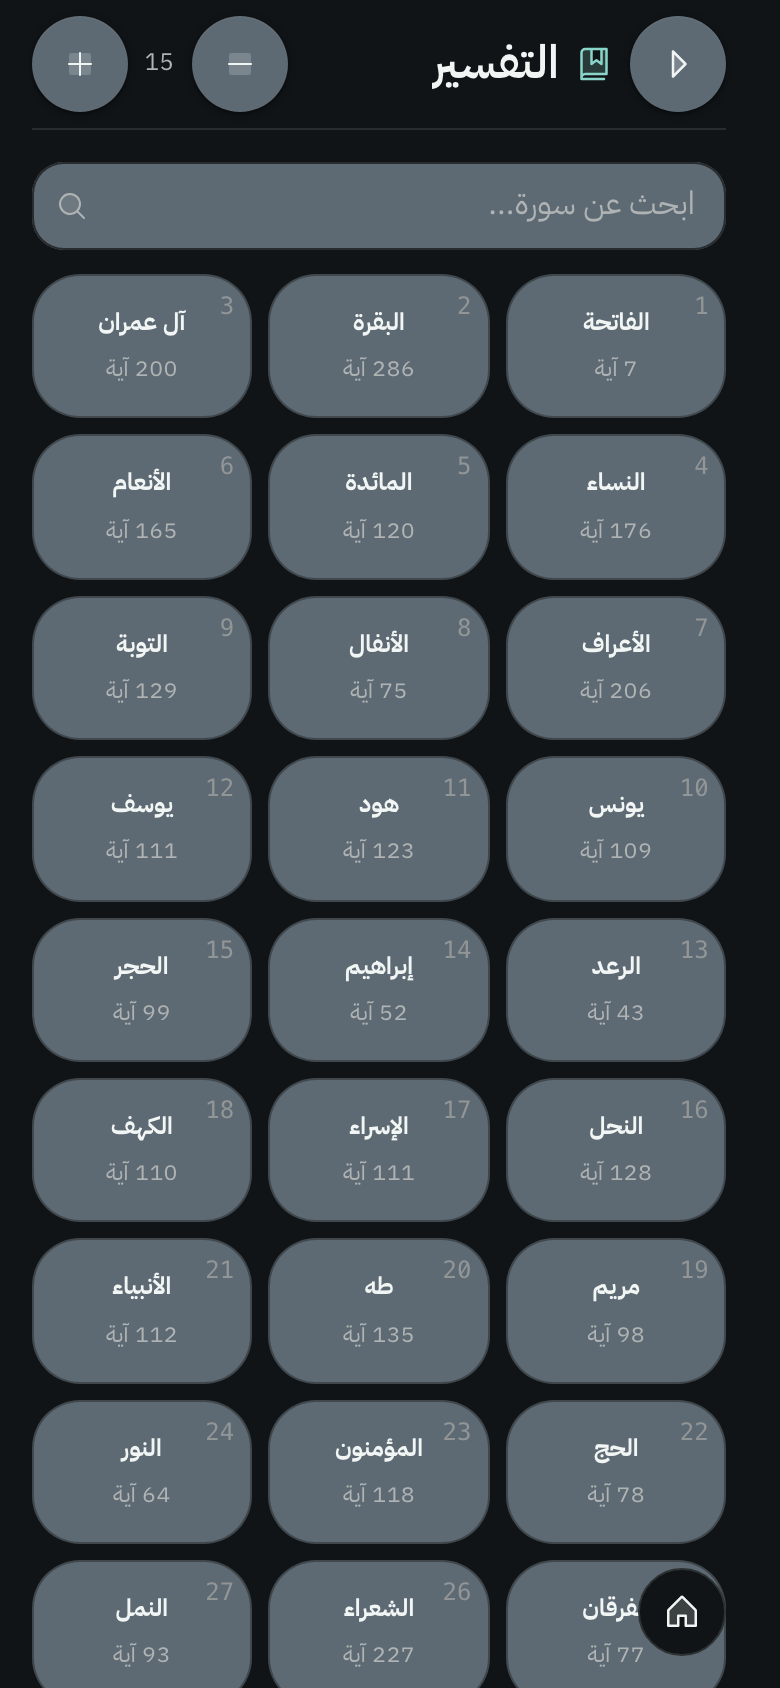 التفسير
15
ابحث عن سورة...
1
الفاتحة
7 آية
2
البقرة
286 آية
3
آل عمران
200 آية
4
النساء
176 آية
5
المائدة
120 آية
6
الأنعام
165 آية
7
الأعراف
206 آية
8
الأنفال
75 آية
9
التوبة
129 آية
10
يونس
109 آية
11
هود
123 آية
12
يوسف
111 آية
13
الرعد
43 آية
14
إبراهيم
52 آية
15
الحجر
99 آية
16
النحل
128 آية
17
الإسراء
111 آية
18
الكهف
110 آية
19
مريم
98 آية
20
طه
135 آية
21
الأنبياء
112 آية
22
الحج
78 آية
23
المؤمنون
118 آية
24
النور
64 آية
فرقان
77 آية
26
الشعراء
227 آية
27
النمل
93 آية